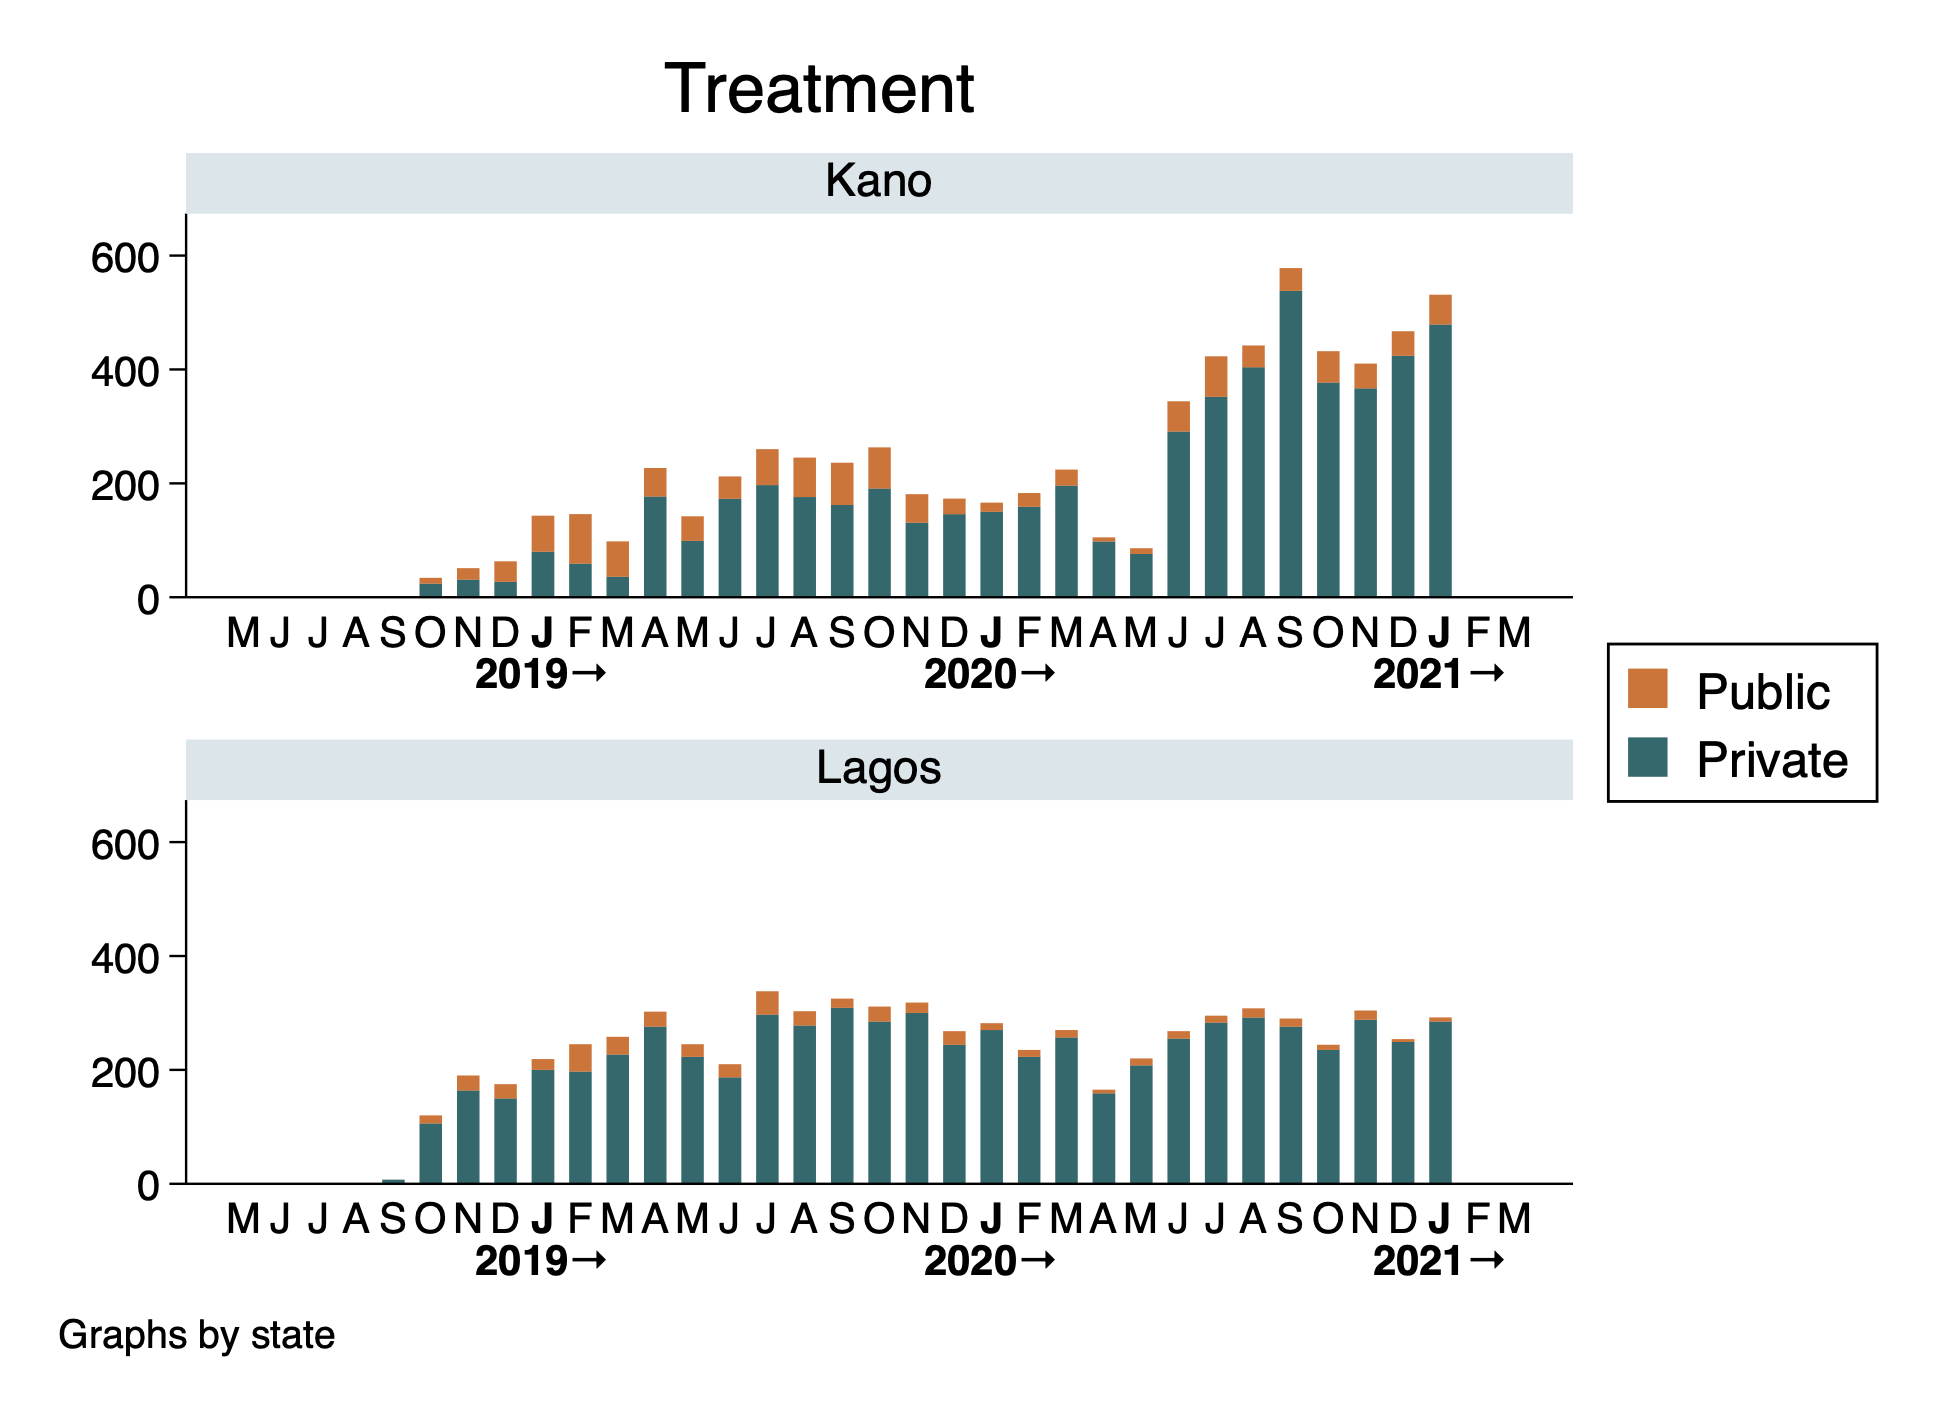 Treatment
Kano
600
400
200
0
M J J A S O N D J F M A M J J A S O N D J F M A M J J A S O N D J F M
2019→ 2020→ 2021→
Public
Private
Lagos
600
400
200
0
M J J A S O N D J F M A M J J A S O N D J F M A M J J A S O N D J F M
2019→ 2020→ 2021→
Graphs by state